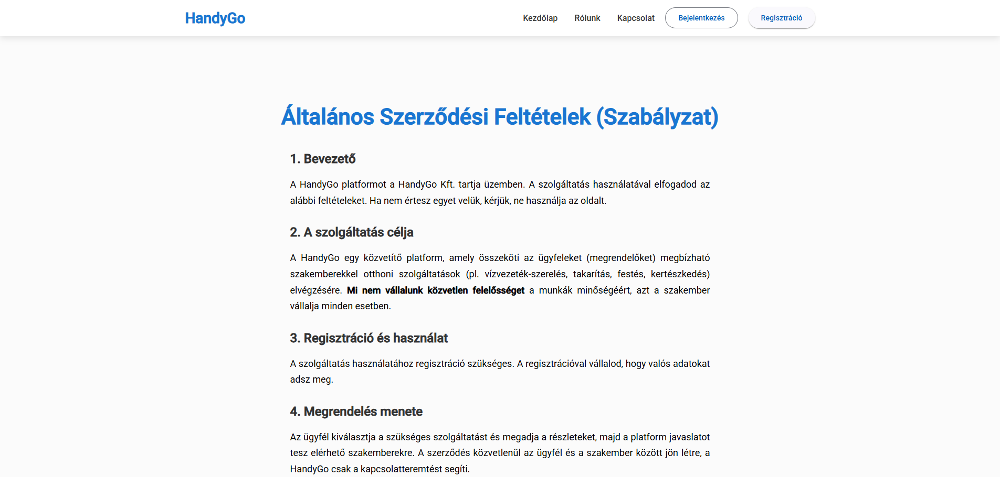 HandyGo
Kezdőlap
Rólunk
Kapcsolat
Bejelentkezés
Regisztráció
Általános Szerződési Feltételek (Szabályzat)
1. Bevezető
A HandyGo platformot a HandyGo Kft. tartja üzemben. A szolgáltatás használatával elfogadod az
alábbi feltételeket. Ha nem értesz egyet velük, kérjük, ne használja az oldalt.
2. A szolgáltatás célja
A HandyGo egy közvetítő platform, amely összeköti az ügyfeleket (megrendelőket) megbízható
szakemberekkel otthoni szolgáltatások (pl. vízvezeték-szerelés, takarítás, festés, kertészkedés)
elvégzésére. Mi nem vállalunk közvetlen felelősséget a munkák minőségéért, azt a szakember
vállalja minden esetben.
3. Regisztráció és használat
A szolgáltatás használatához regisztráció szükséges. A regisztrációval vállalod, hogy valós adatokat
adsz meg.
4. Megrendelés menete
Az ügyfél kiválasztja a szükséges szolgáltatást és megadja a részleteket, majd a platform javaslatot
tesz elérhető szakemberekre. A szerződés közvetlenül az ügyfél és a szakember között jön létre, a
HandyGo csak a kapcsolatteremtést segíti.